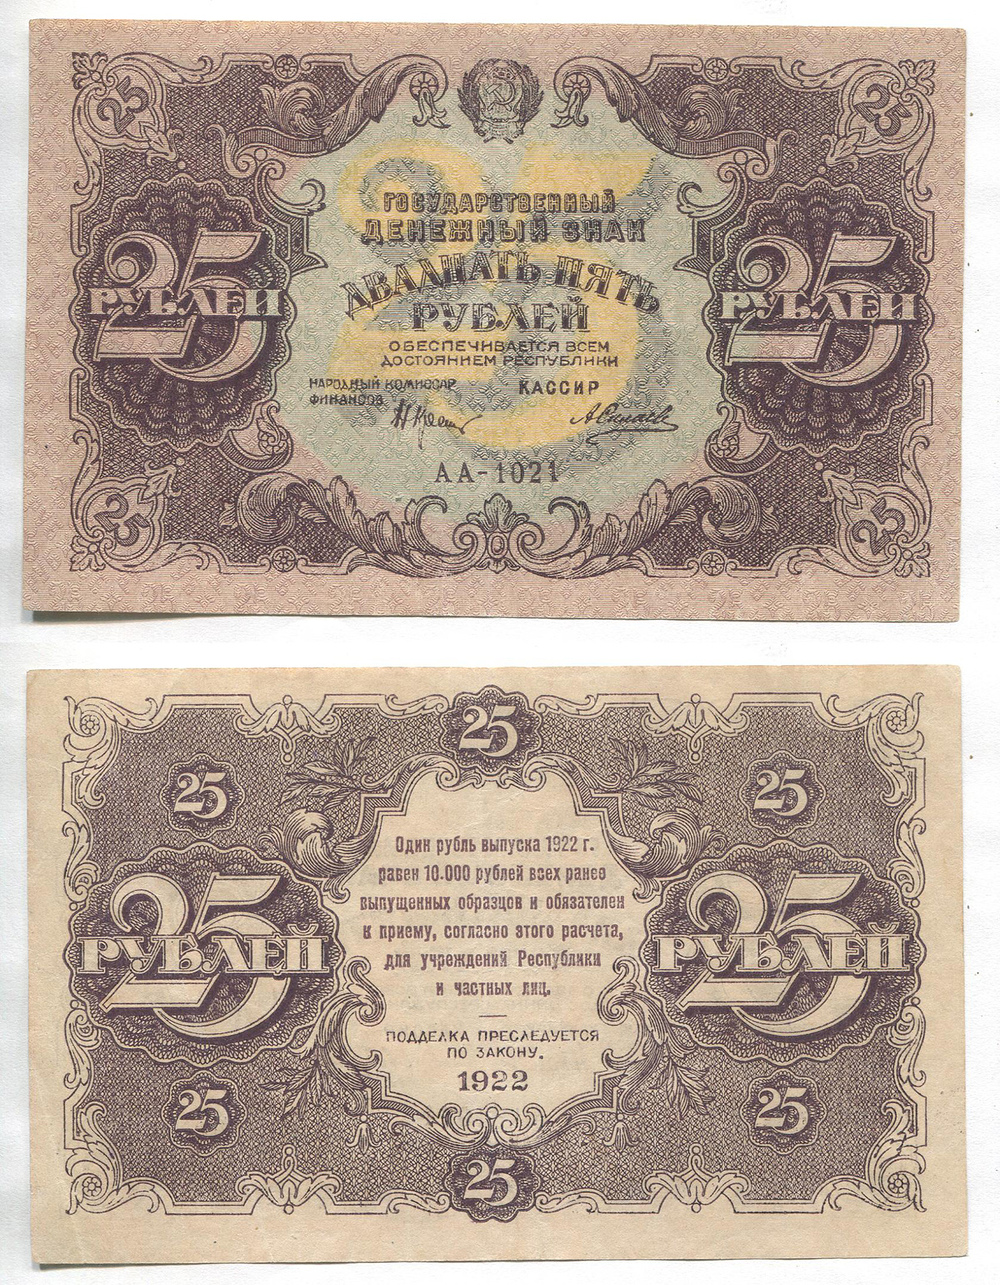 25 25
25
ГОСУДАРСТВЕННЫЙ
ДЕНЕЖНЫЙ ЗНАК
ДВАДЦАТЬ ПЯТЬ
РУБЛЕЙ
25 РУБЛЕЙ
25 РУБЛЕЙ
ОБЕСПЕЧИВАЕТСЯ ВСЕМ
ДОСТОЯНИЕМ РЕСПУБЛИКИ
НАРОДНЫЙ КОМИССАР
ФИНАНСОВ
КАССИР
АА-1021
25 25
25
25 25
Один рубль выпуска 1922 г.
равен 10.000 рублей всех ранее
выпущенных образцов и обязателен
к приему, согласно этого расчета,
для учреждений Республики
и частных лиц.
25 РУБЛЕЙ
25 РУБЛЕЙ
ПОДДЕЛКА ПРЕСЛЕДУЕТСЯ
ПО ЗАКОНУ.
1922
25 25
25